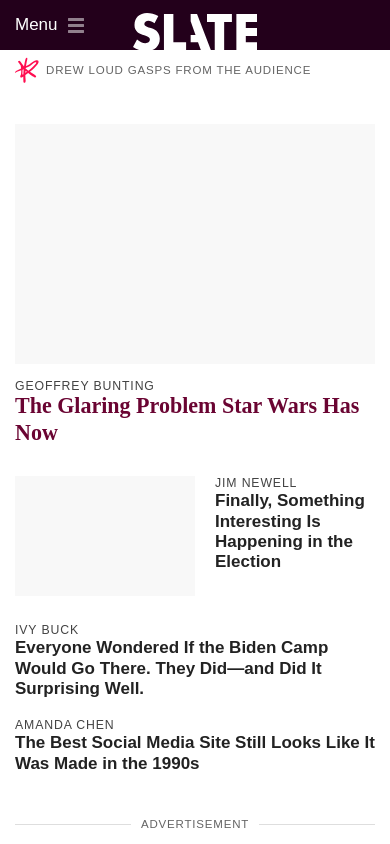 Menu
SLATE
DREW LOUD GASPS FROM THE AUDIENCE
GEOFFREY BUNTING
The Glaring Problem Star Wars Has
Now
JIM NEWELL
Finally, Something
Interesting Is
Happening in the
Election
IVY BUCK
Everyone Wondered If the Biden Camp
Would Go There. They Did—and Did It
Surprising Well.
AMANDA CHEN
The Best Social Media Site Still Looks Like It
Was Made in the 1990s
ADVERTISEMENT